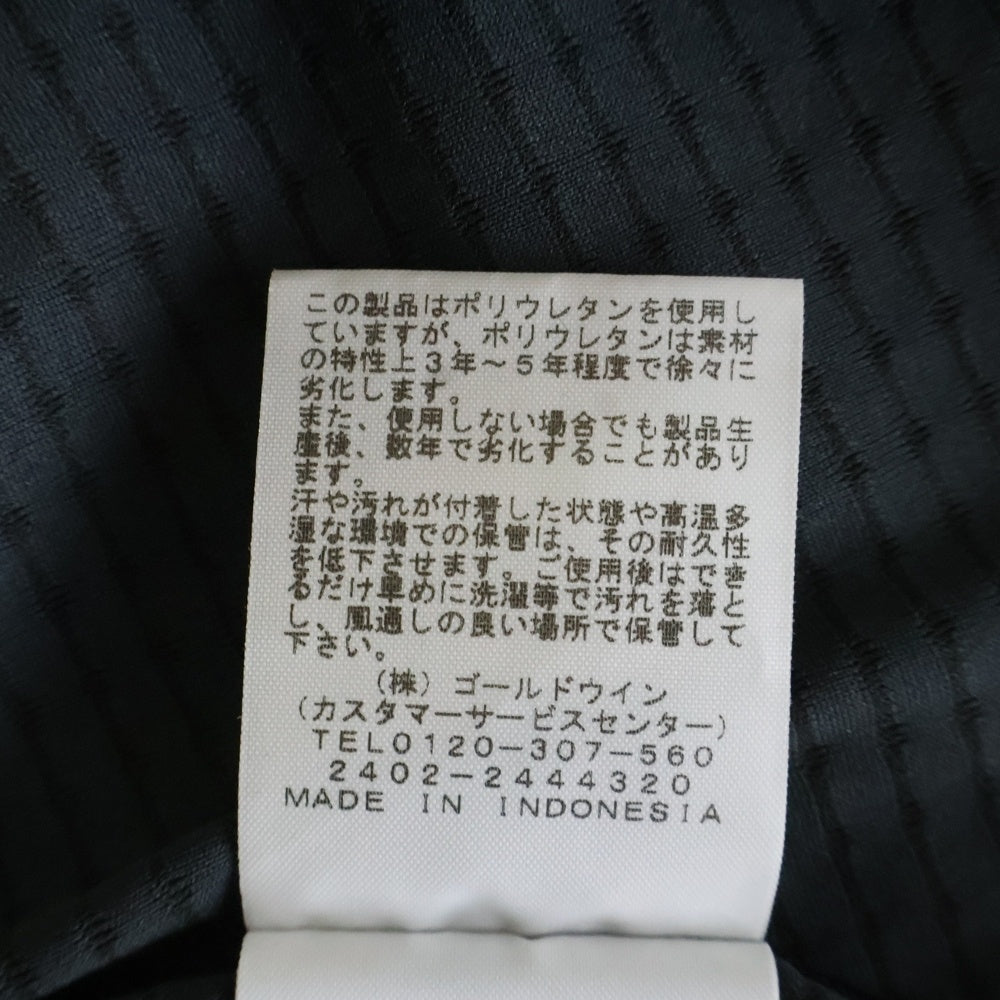 この製品はポリウレタンを使用し
ていますが、ポリウレタンは素材
の特性上３年～５年程度で徐々に
劣化します。
また、使用しない場合でも製品生
産後、数年で劣化することがあり
ます。
汗や汚れが付着した状態や高温多
湿な環境での保管は、その耐久性
を低下させます。ご使用後はでき
るだけ早めに洗濯等で汚れを落と
し、風通しの良い場所で保管して
下さい。
（株）ゴールドウイン
（カスタマーサービスセンター）
ＴＥＬ０１２０－３０７－５６０
２４０２－２４４４３２０
ＭＡＤＥ　ＩＮ　ＩＮＤＯＮＥＳＩＡ